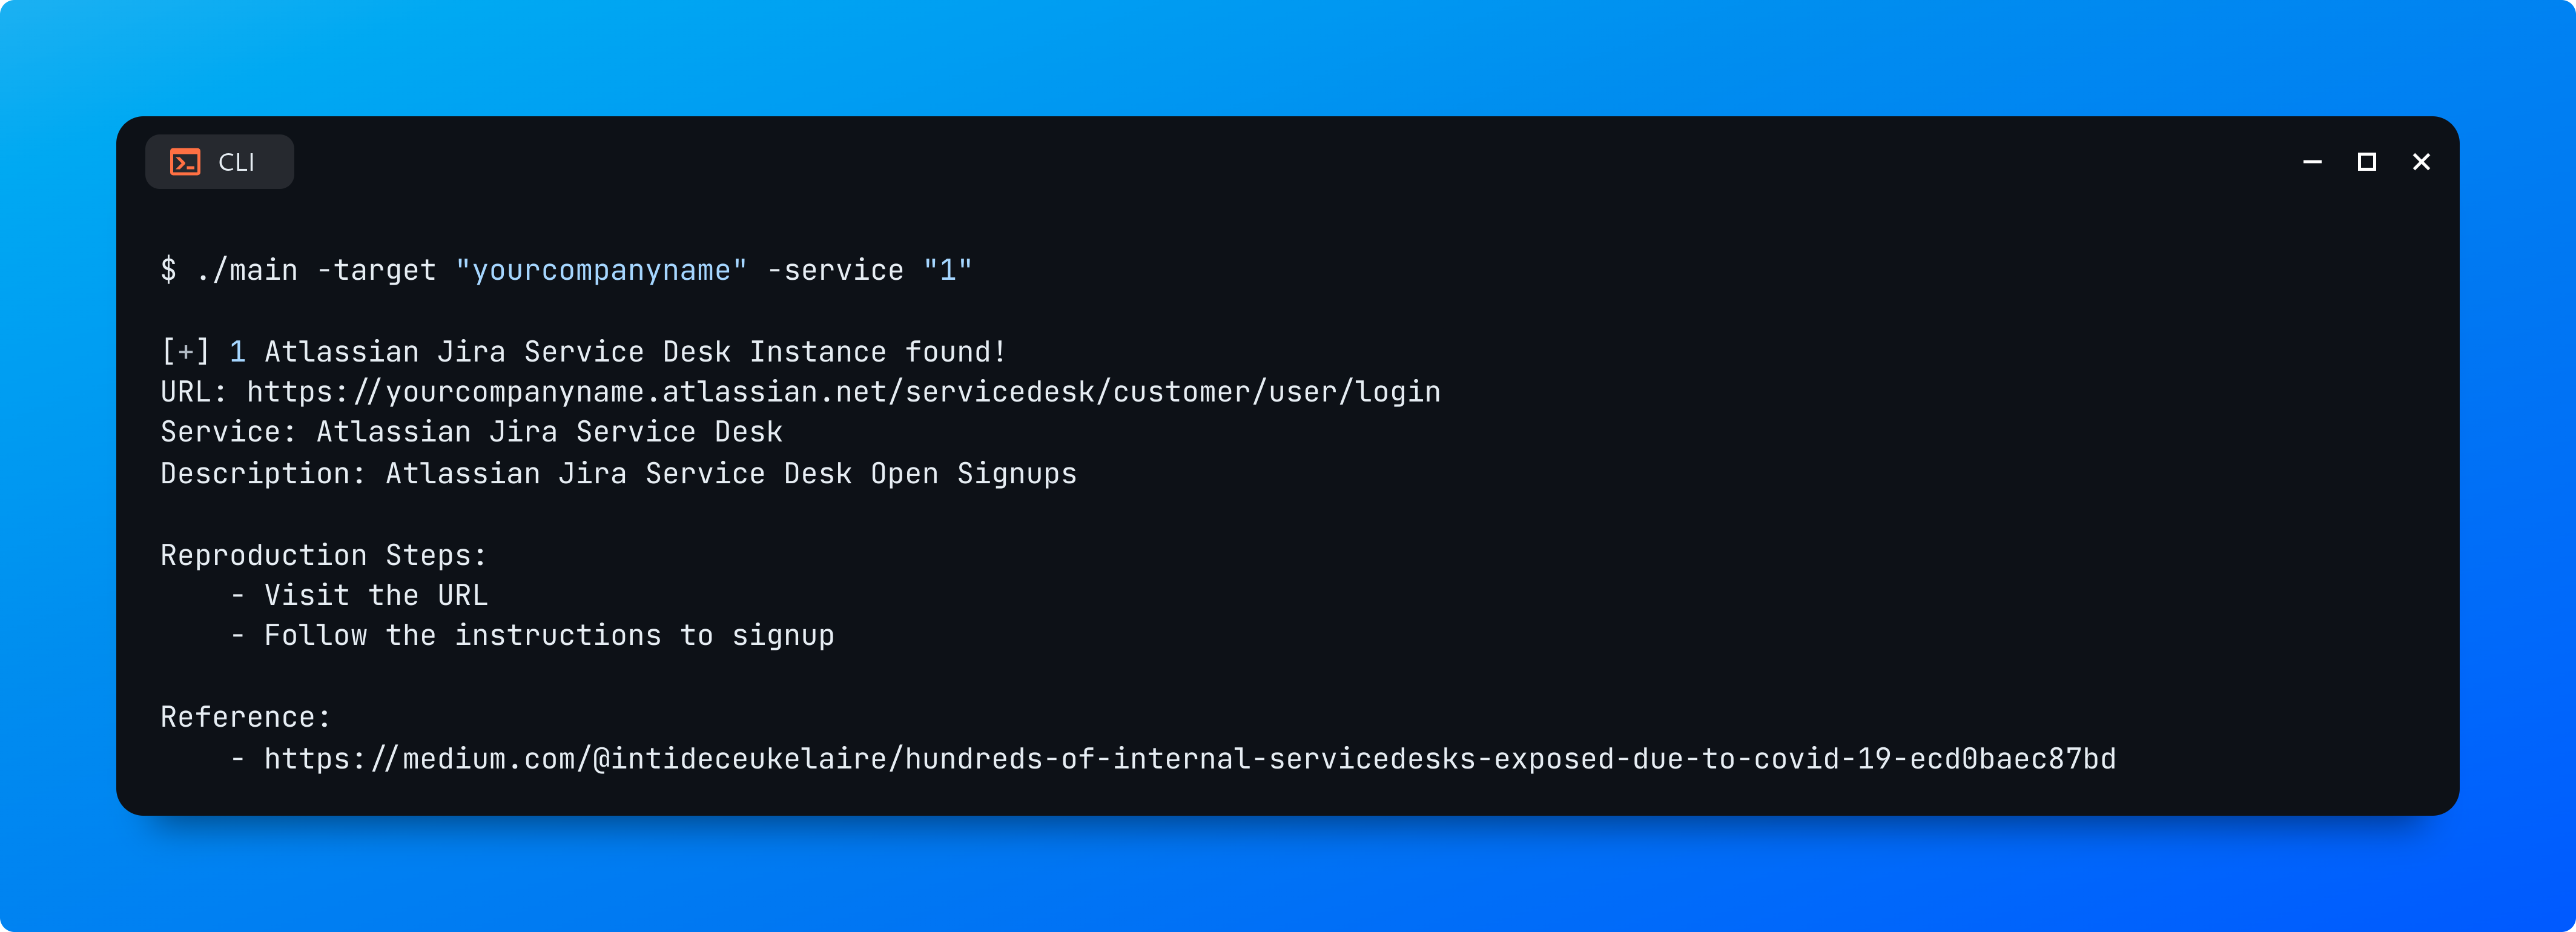 CLI
$ ./main -target "yourcompanyname" -service "1"
[+] 1 Atlassian Jira Service Desk Instance found!
URL: https://yourcompanyname.atlassian.net/servicedesk/customer/user/login
Service: Atlassian Jira Service Desk
Description: Atlassian Jira Service Desk Open Signups
Reproduction Steps:
- Visit the URL
- Follow the instructions to signup
Reference:
- https://medium.com/@intideceukelaire/hundreds-of-internal-servicedesks-exposed-due-to-covid-19-ecd0baec87bd